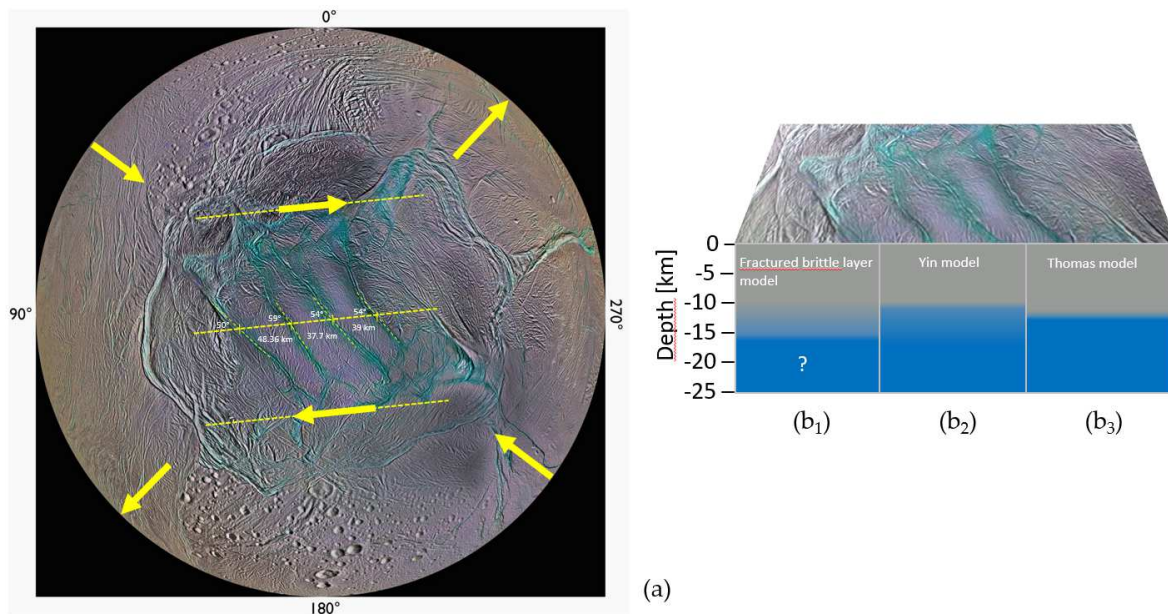 0°
90°
270°
180°
50°
59°
54°
54°
48.36 km
37.7 km
39 km
(a)
Depth [km]
0
-5
-10
-15
-20
-25
Fractured brittle layer
model
Yin model
Thomas model
?
(b₁)
(b₂)
(b₃)